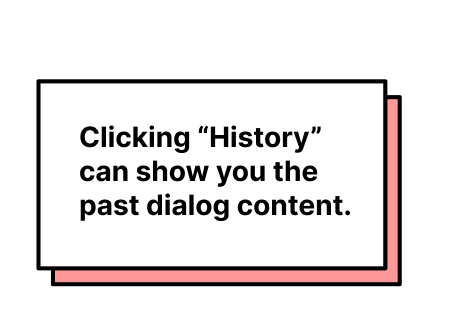 Clicking “History”
can show you the
past dialog content.